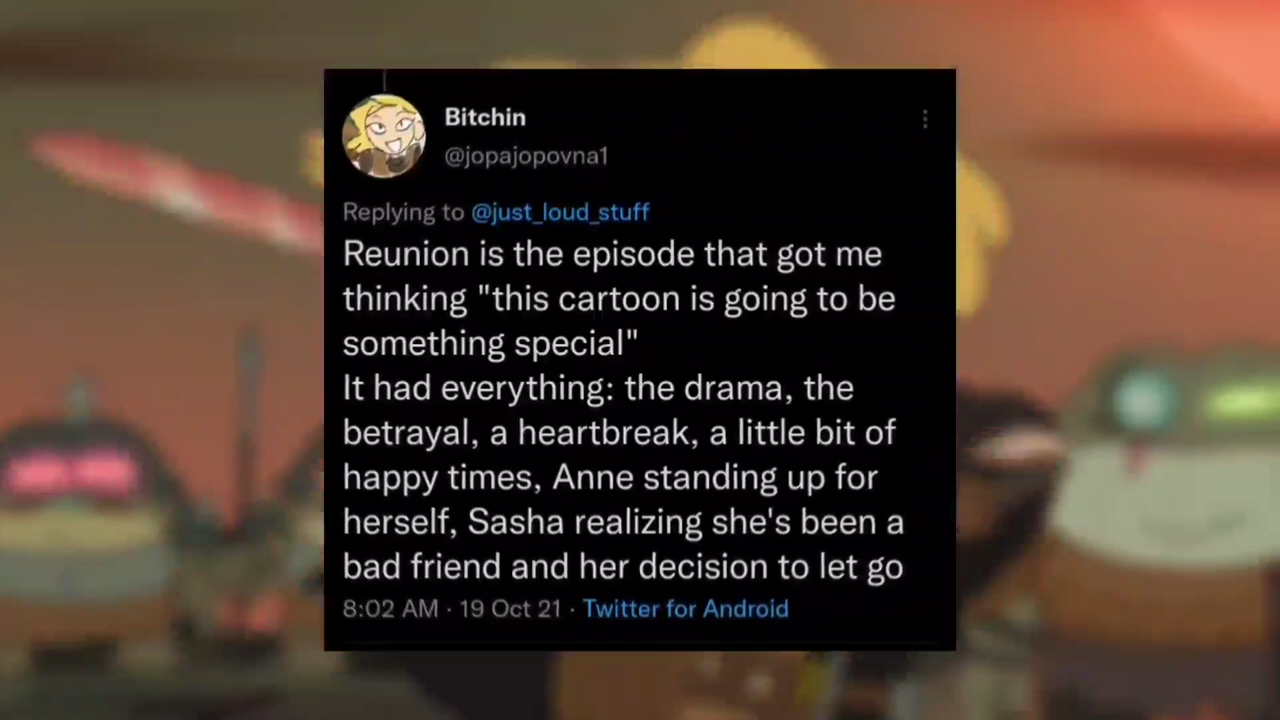 Bitchin
@jopajopovna1
Replying to @just_loud_stuff
Reunion is the episode that got me
thinking "this cartoon is going to be
something special"
It had everything: the drama, the
betrayal, a heartbreak, a little bit of
happy times, Anne standing up for
herself, Sasha realizing she's been a
bad friend and her decision to let go
8:02 AM · 19 Oct 21 · Twitter for Android